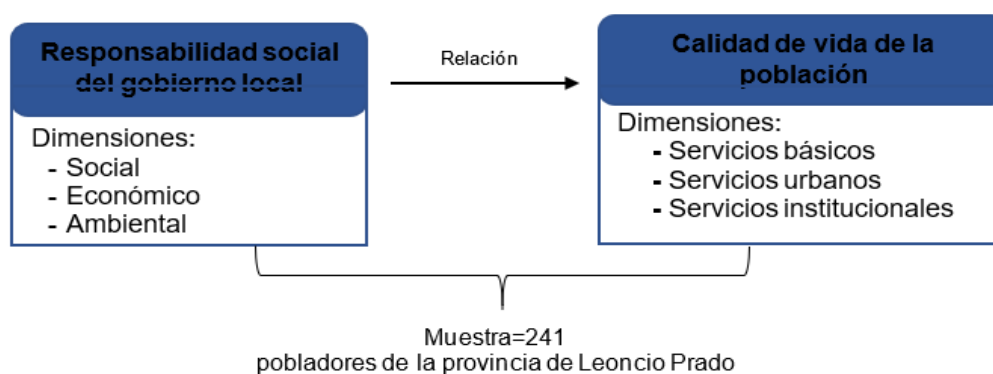 Responsabilidad social
del gobierno local
Dimensiones:
- Social
- Económico
- Ambiental
Relación
Calidad de vida de la
población
Dimensiones:
- Servicios básicos
- Servicios urbanos
- Servicios institucionales
Muestra=241
pobladores de la provincia de Leoncio Prado